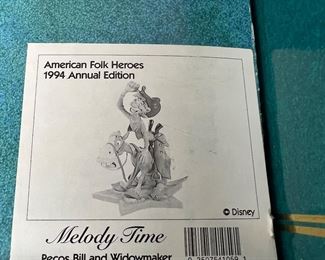 American Folk Heroes
1994 Annual Edition
© Disney
Melody Time
Pecos Bill and Widowmaker